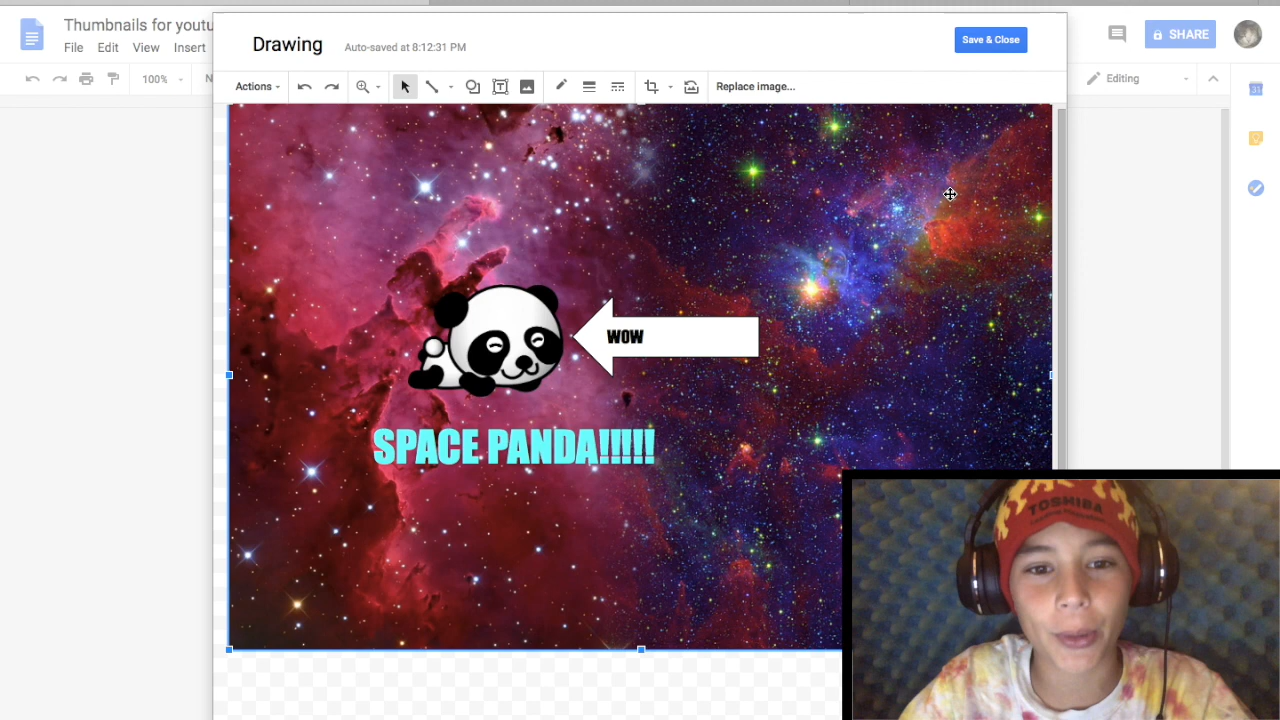 Thumbnails for youtu
File Edit View Insert
SHARE
100%
N
Editing
31
Drawing
Auto-saved at 8:12:31 PM
Save & Close
Actions
Replace image...
WOW
SPACE PANDA!!!!!
TOSHIBA